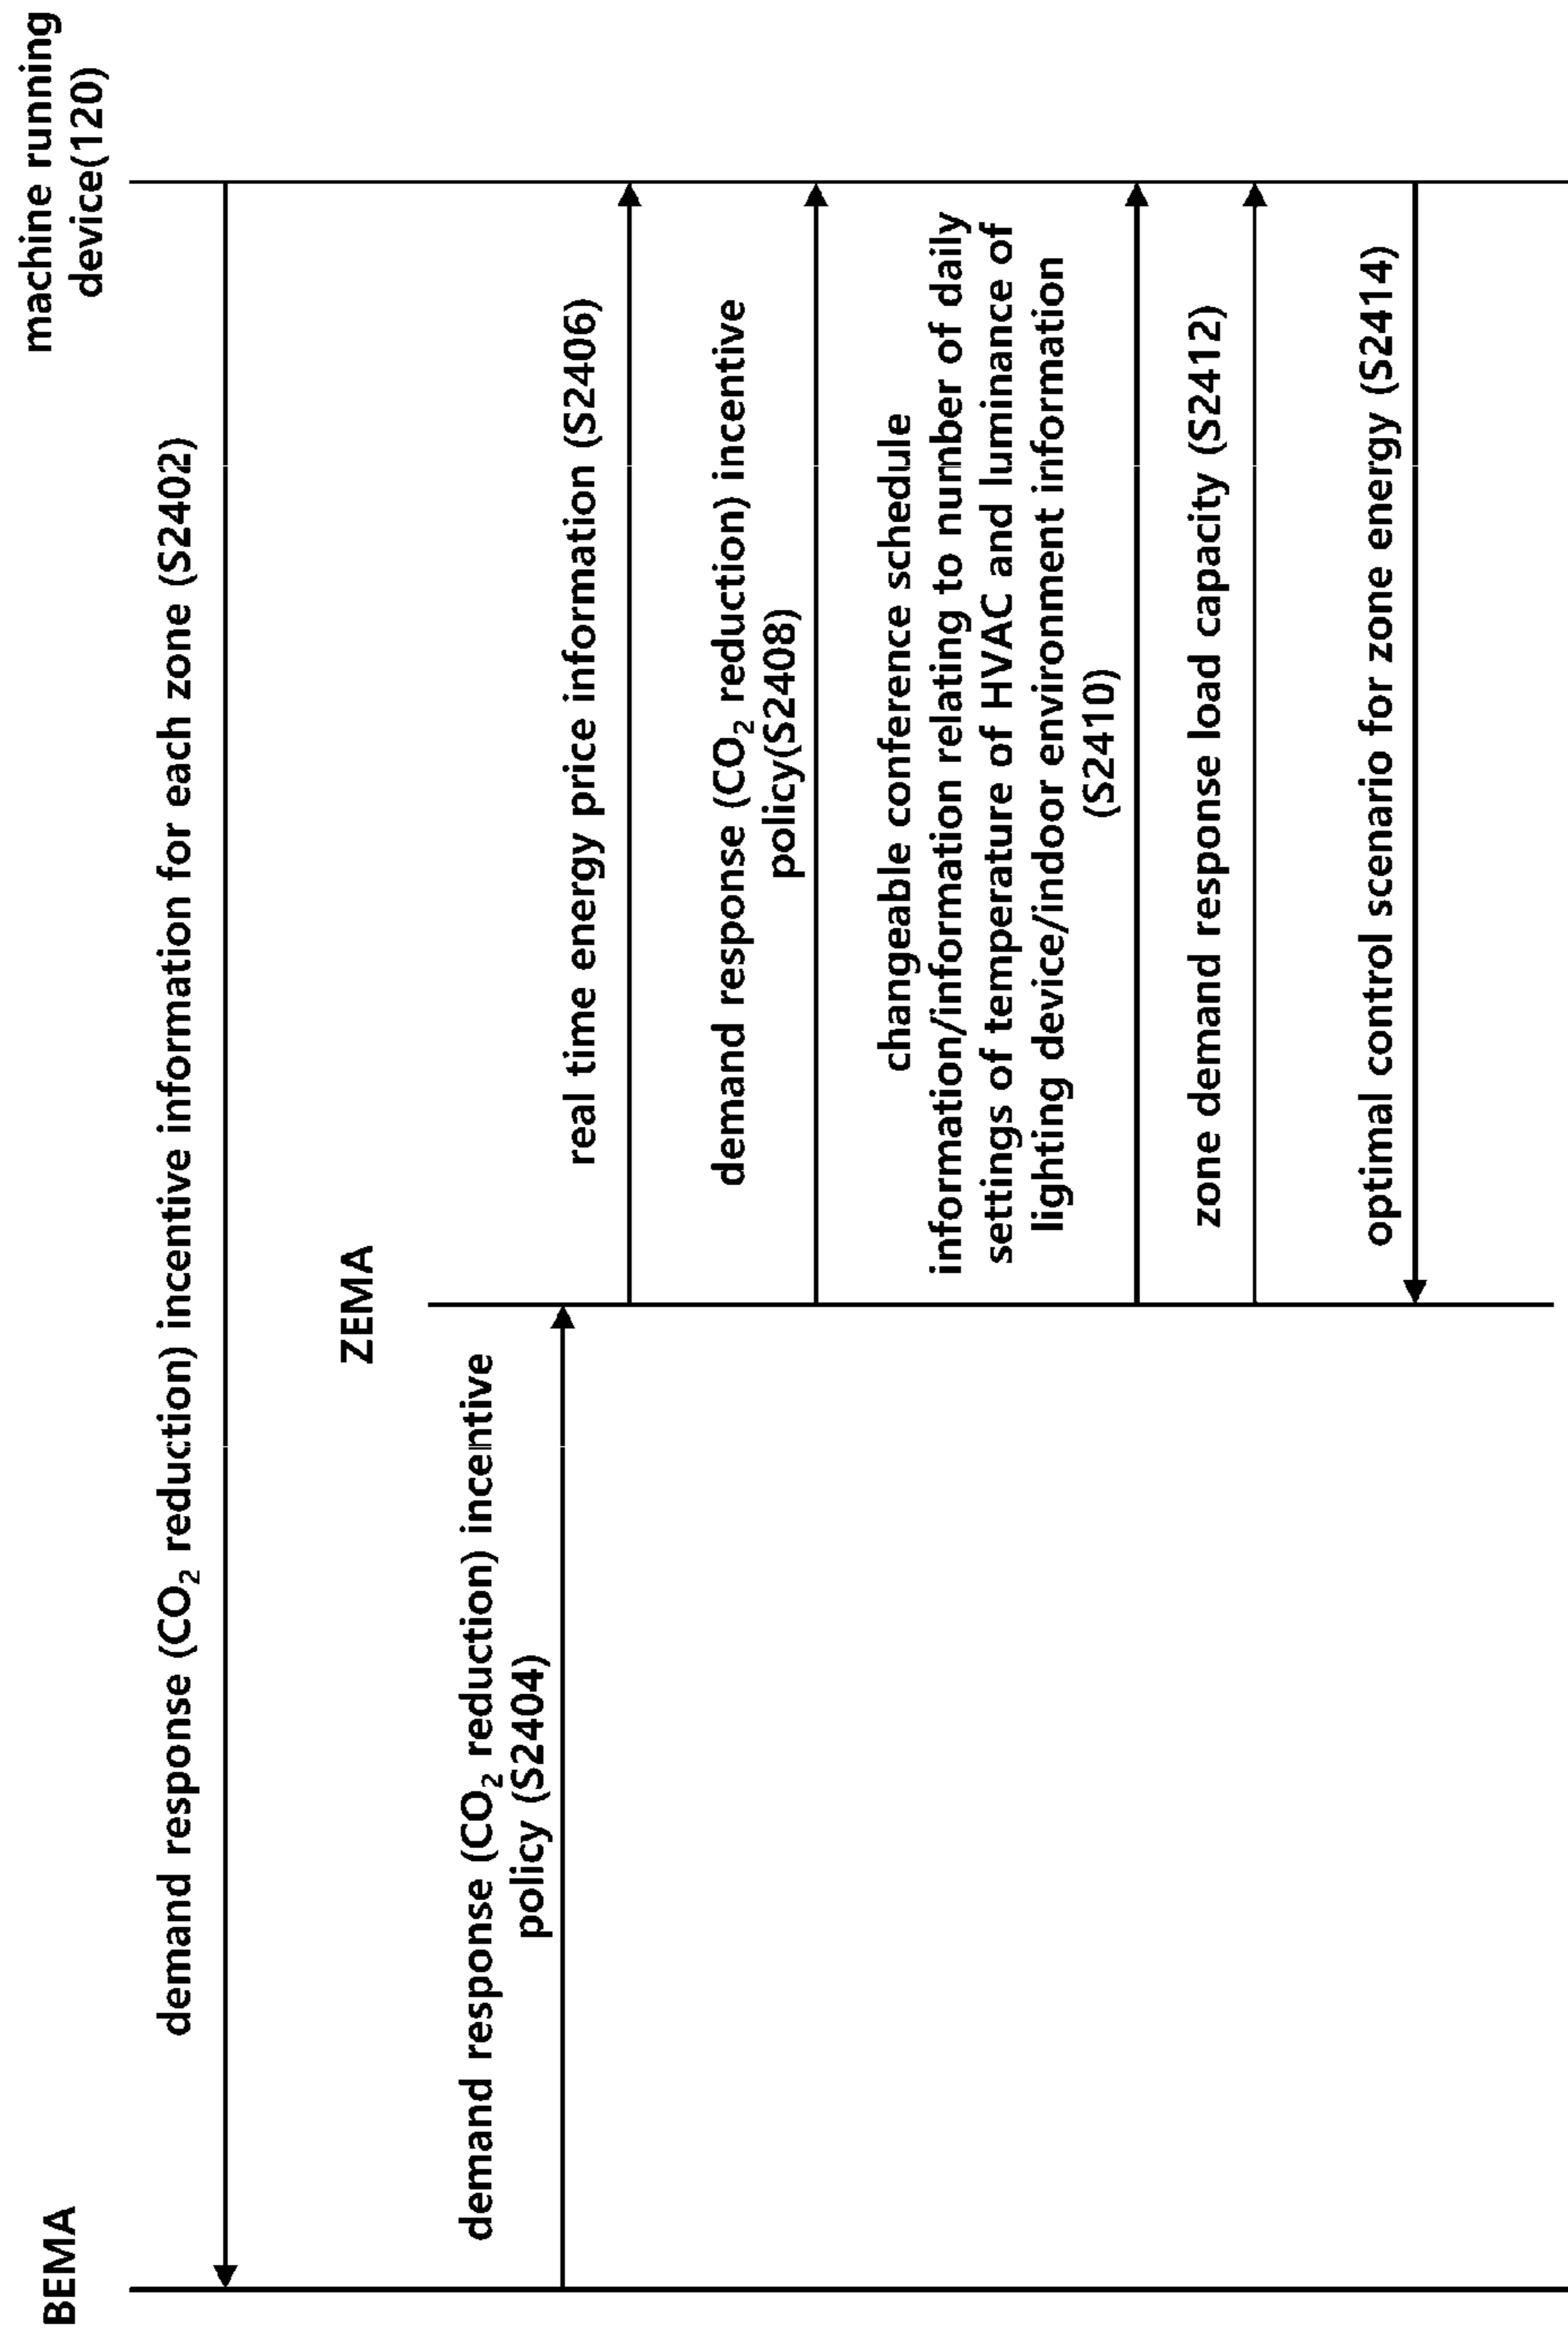 BEMA
machine running
device(120)
demand response (CO₂ reduction) incentive information for each zone (S2402)
ZEMA
demand response (CO₂ reduction) incentive
policy (S2404)
real time energy price information (S2406)
demand response (CO₂ reduction) incentive
policy(S2408)
changeable conference schedule
information/information relating to number of daily
settings of temperature of HVAC and luminance of
lighting device/indoor environment information
(S2410)
zone demand response load capacity (S2412)
optimal control scenario for zone energy (S2414)